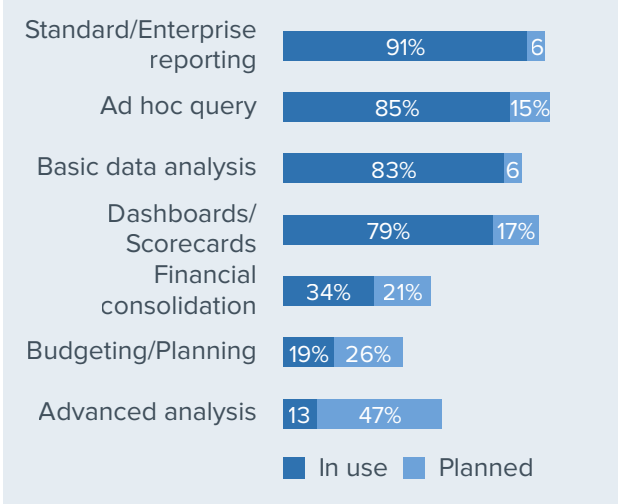 Standard/Enterprise
reporting
91% 6
Ad hoc query 85% 15%
Basic data analysis 83% 6
Dashboards/
Scorecards
79% 17%
Financial
consolidation
34% 21%
Budgeting/Planning 19% 26%
Advanced analysis 13 47%
In use Planned